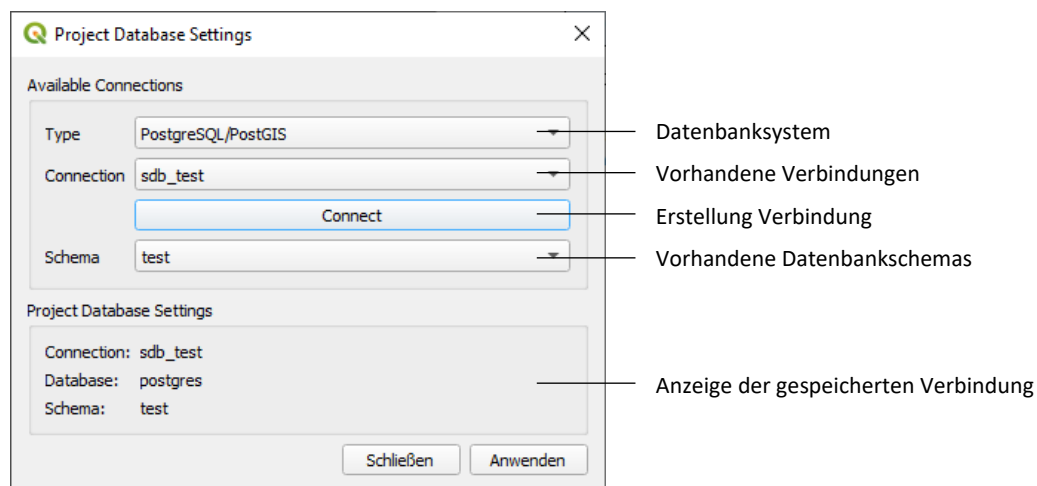 Project Database Settings
Available Connections
Type PostgreSQL/PostGIS Datenbanksystem
Connection sdb_test Vorhandene Verbindungen
Connect Erstellung Verbindung
Schema test Vorhandene Datenbankschemas
Project Database Settings
Connection: sdb_test
Database: postgres Anzeige der gespeicherten Verbindung
Schema: test
Schließen Anwenden